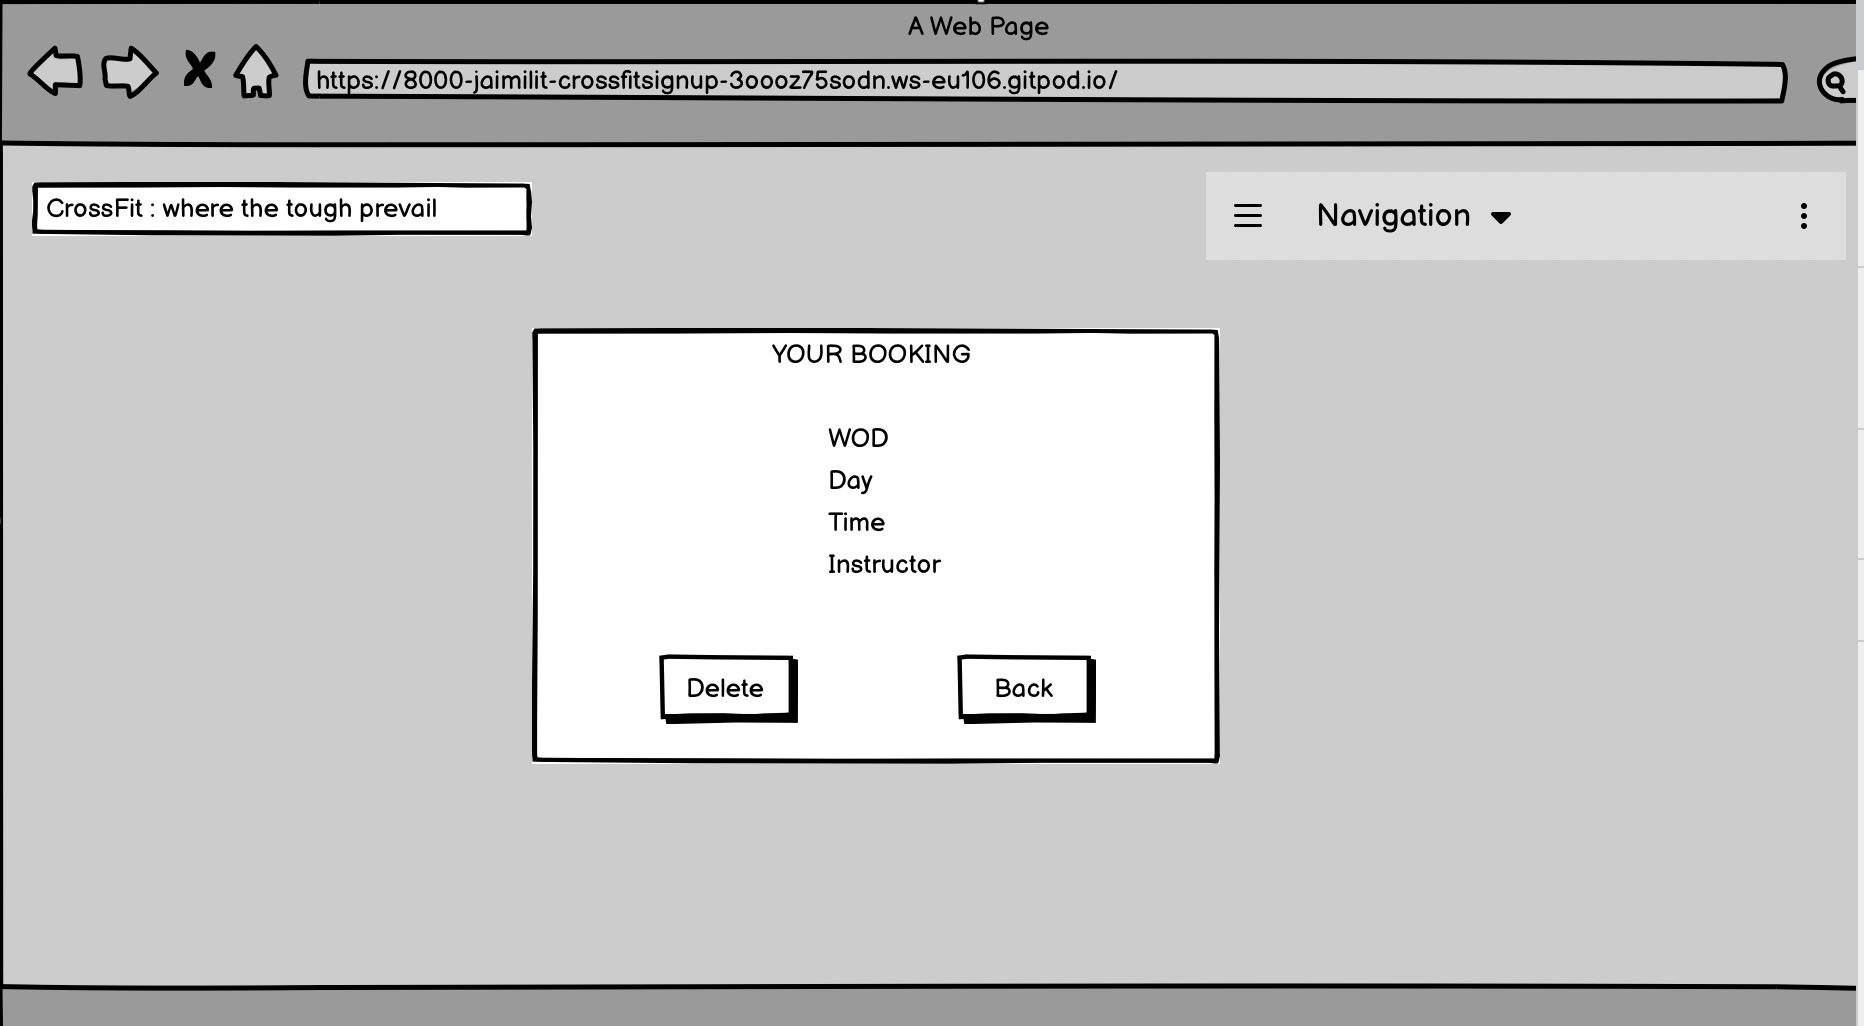 A Web Page
https://8000-jaimilit-crossfitsignup-3oooz75sodn.ws-eu106.gitpod.io/
CrossFit : where the tough prevail
Navigation
YOUR BOOKING
WOD
Day
Time
Instructor
Delete
Back